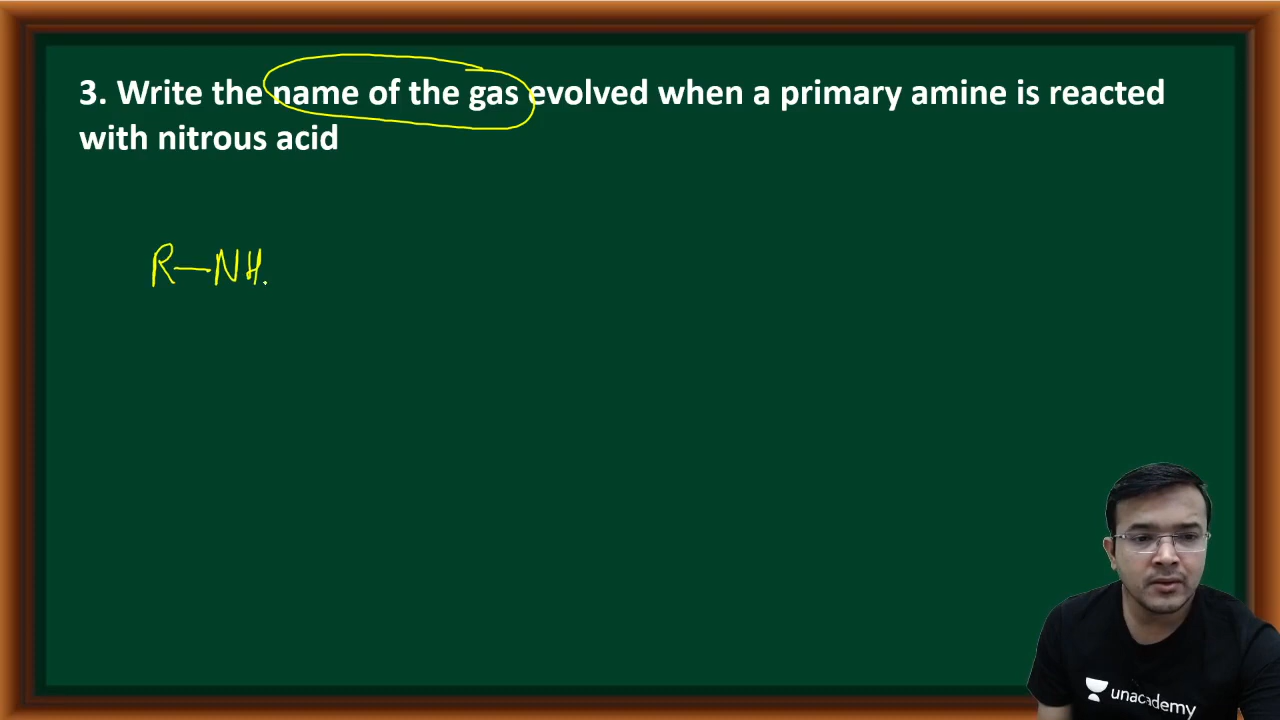 3. Write the name of the gas evolved when a primary amine is reacted
with nitrous acid
R—NH.
unacademy